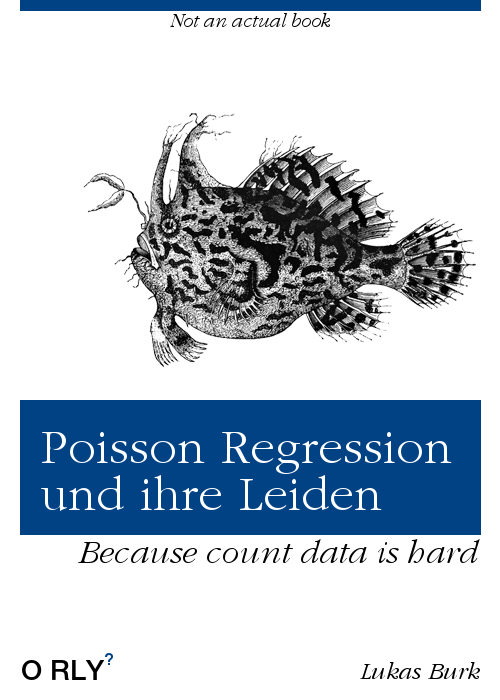 Not an actual book
Poisson Regression
und ihre Leiden
Because count data is hard
O RLY?
Lukas Burk